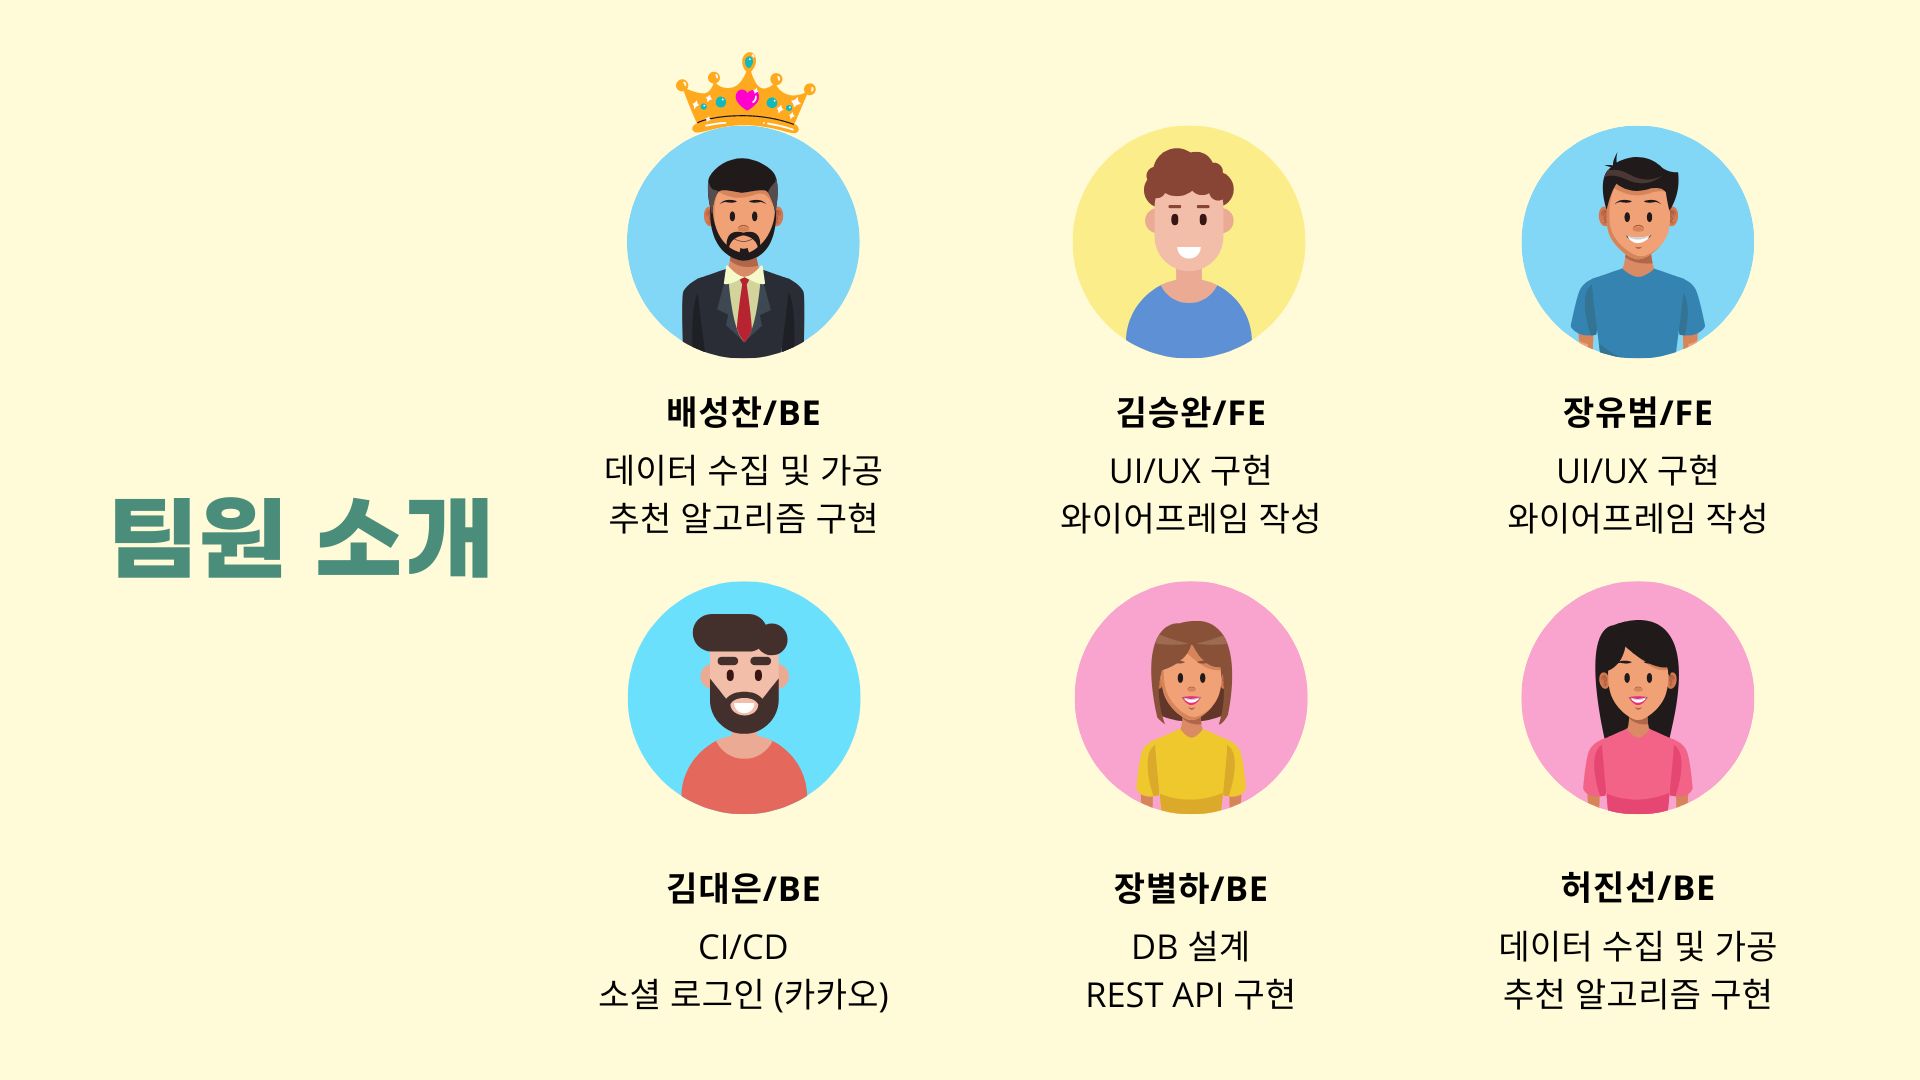 팀원 소개
배성찬/BE
데이터 수집 및 가공
추천 알고리즘 구현
김승완/FE
UI/UX 구현
와이어프레임 작성
장유범/FE
UI/UX 구현
와이어프레임 작성
김대은/BE
CI/CD
소셜 로그인 (카카오)
장별하/BE
DB 설계
REST API 구현
허진선/BE
데이터 수집 및 가공
추천 알고리즘 구현